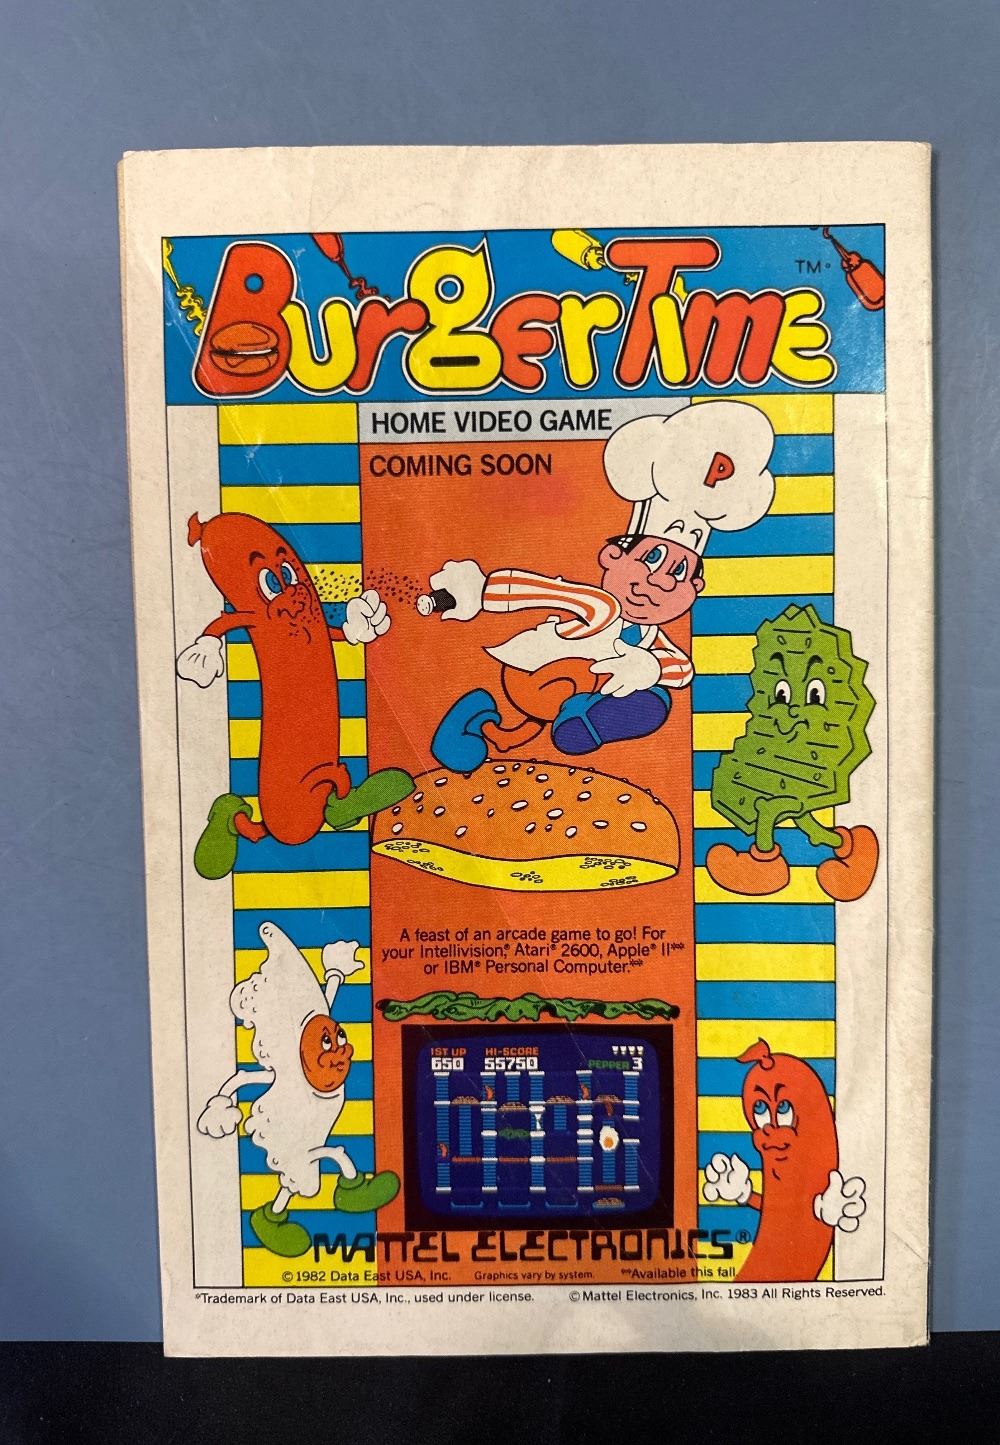 BurgerTime TM*
HOME VIDEO GAME
COMING SOON
P
A feast of an arcade game to go! For
your Intellivision,® Atari® 2600, Apple® II**
or IBM® Personal Computer.**
1ST UP HI-SCORE
650 55750 PEPPER 3
MATTEL ELECTRONICS®
©1982 Data East USA, Inc. Graphics vary by system. **Available this fall
*Trademark of Data East USA, Inc., used under license. ©Mattel Electronics, Inc. 1983 All Rights Reserved.